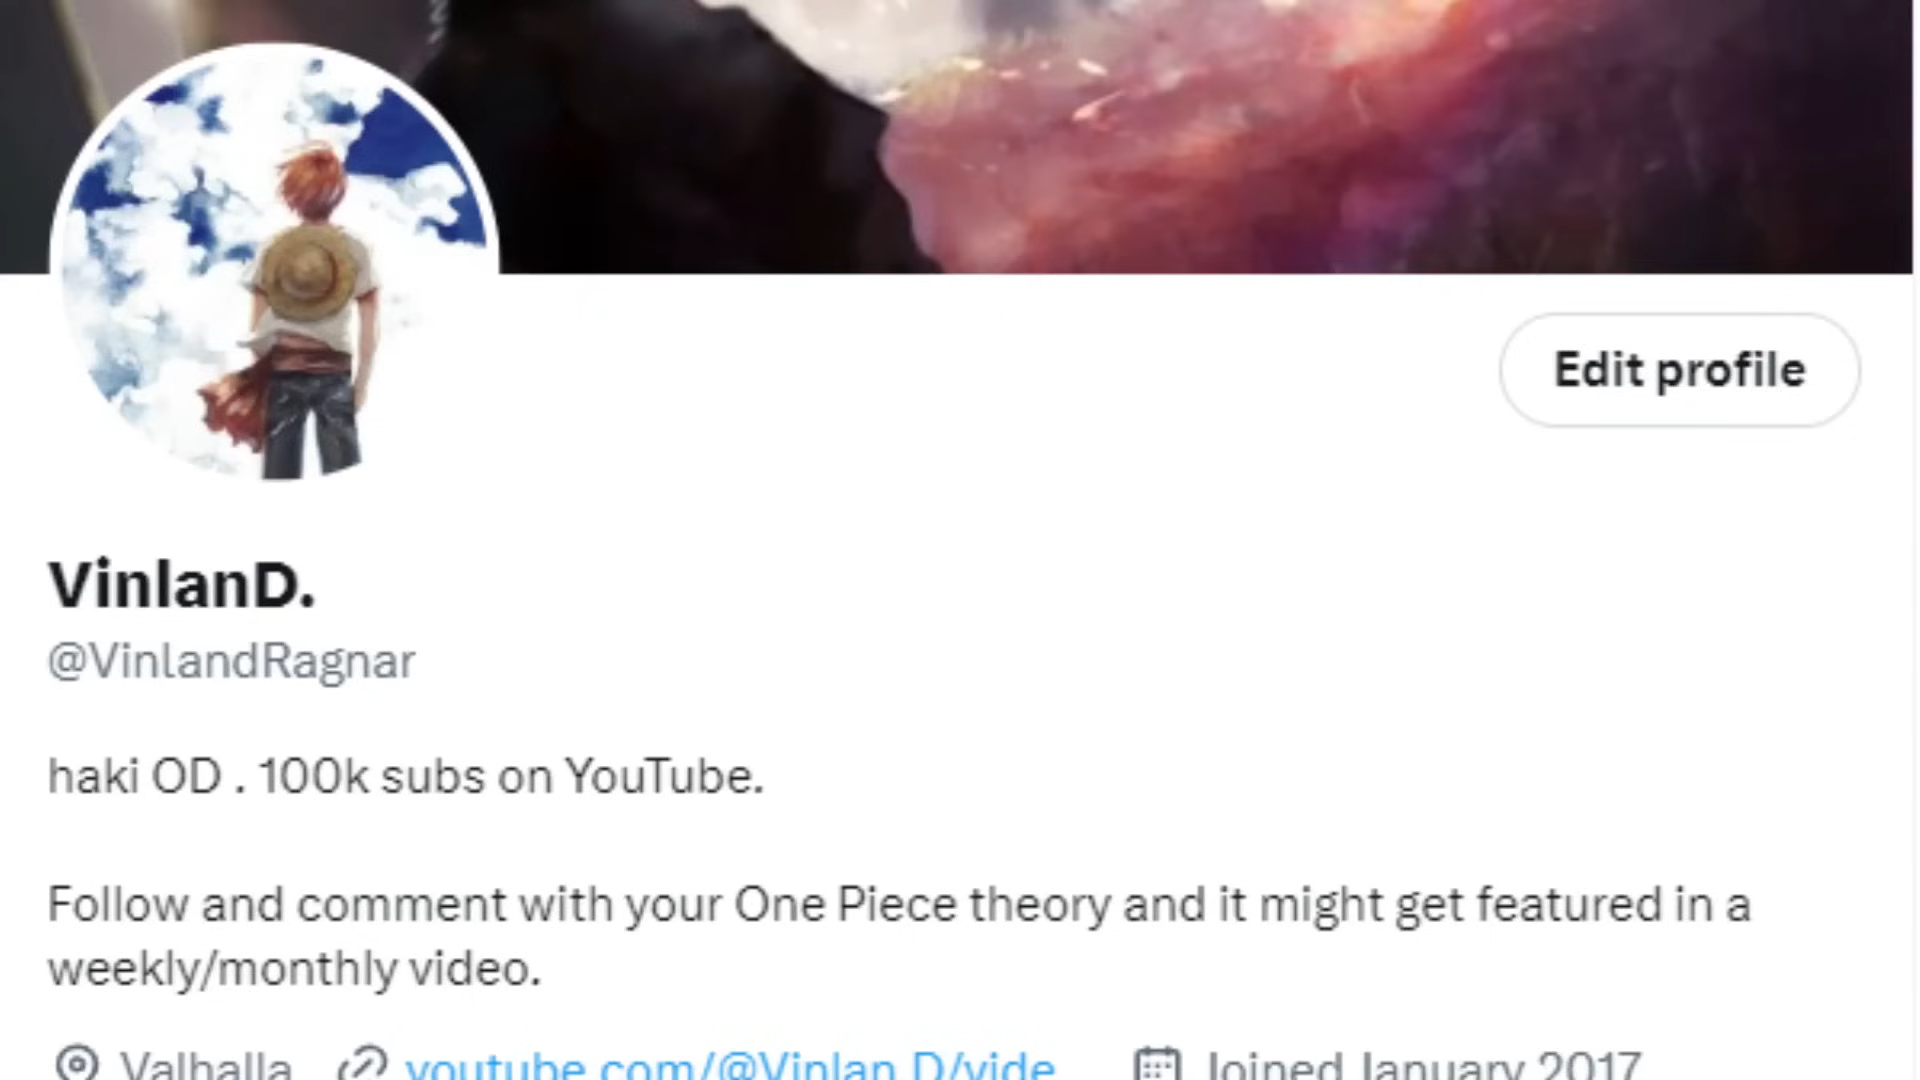 Edit profile
VinlanD.
@VinlandRagnar
haki OD . 100k subs on YouTube.
Follow and comment with your One Piece theory and it might get featured in a
weekly/monthly video.
Valhalla youtube.com/@Vinlan.D/vide Joined January 2017